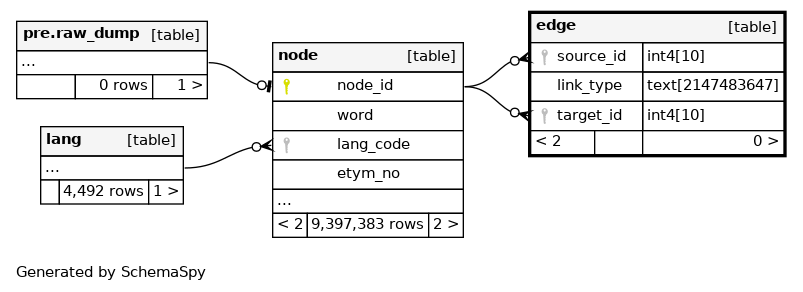 pre.raw_dump [table]
...
0 rows 1 >
lang [table]
...
4,492 rows 1 >
node [table]
node_id
word
lang_code
etym_no
...
< 2 9,397,383 rows 2 >
edge [table]
source_id int4[10]
link_type text[2147483647]
target_id int4[10]
< 2 0 >
Generated by SchemaSpy